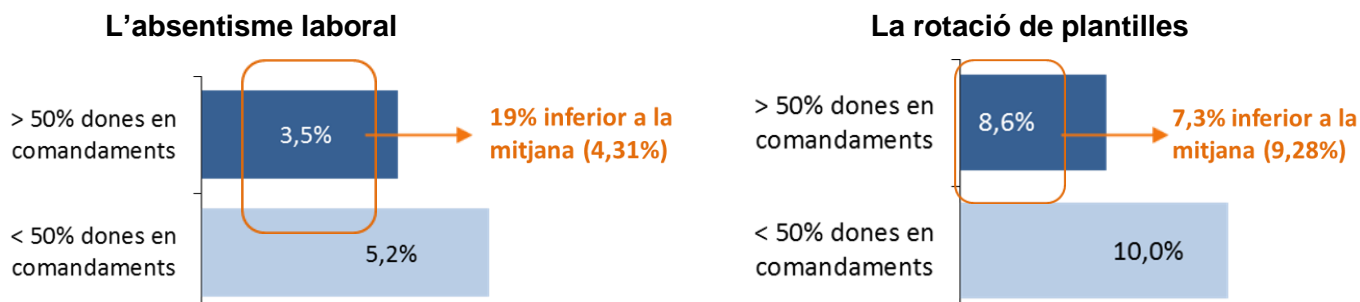 L’absentisme laboral
> 50% dones en
comandaments
3,5%
19% inferior a la
mitjana (4,31%)
< 50% dones en
comandaments
5,2%
La rotació de plantilles
> 50% dones en
comandaments
8,6%
7,3% inferior a la
mitjana (9,28%)
< 50% dones en
comandaments
10,0%